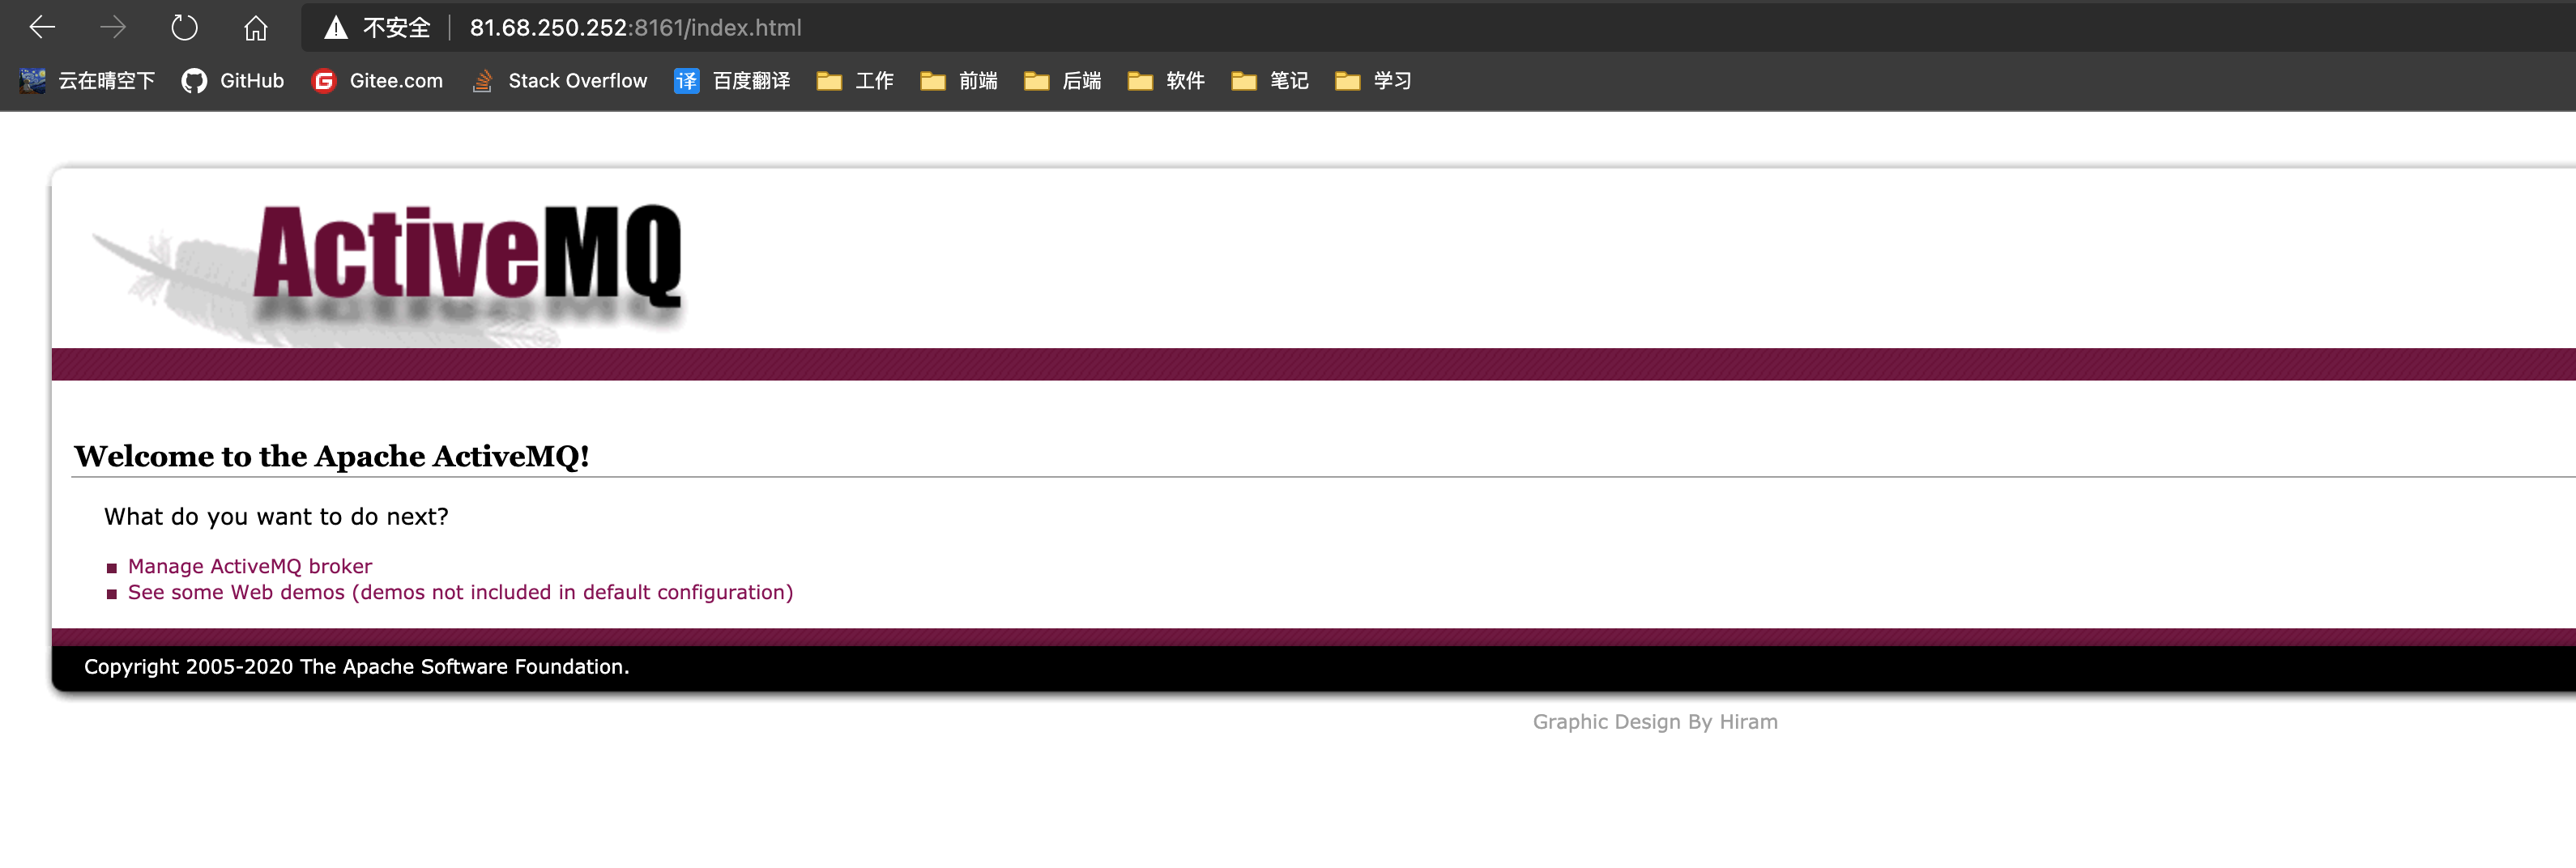 不安全 81.68.250.252:8161/index.html
云在晴空下 GitHub Gitee.com Stack Overflow 译 百度翻译 工作 前端 后端 软件 笔记 学习
ActiveMQ
Welcome to the Apache ActiveMQ!
What do you want to do next?
Manage ActiveMQ broker
See some Web demos (demos not included in default configuration)
Copyright 2005-2020 The Apache Software Foundation.
Graphic Design By Hiram